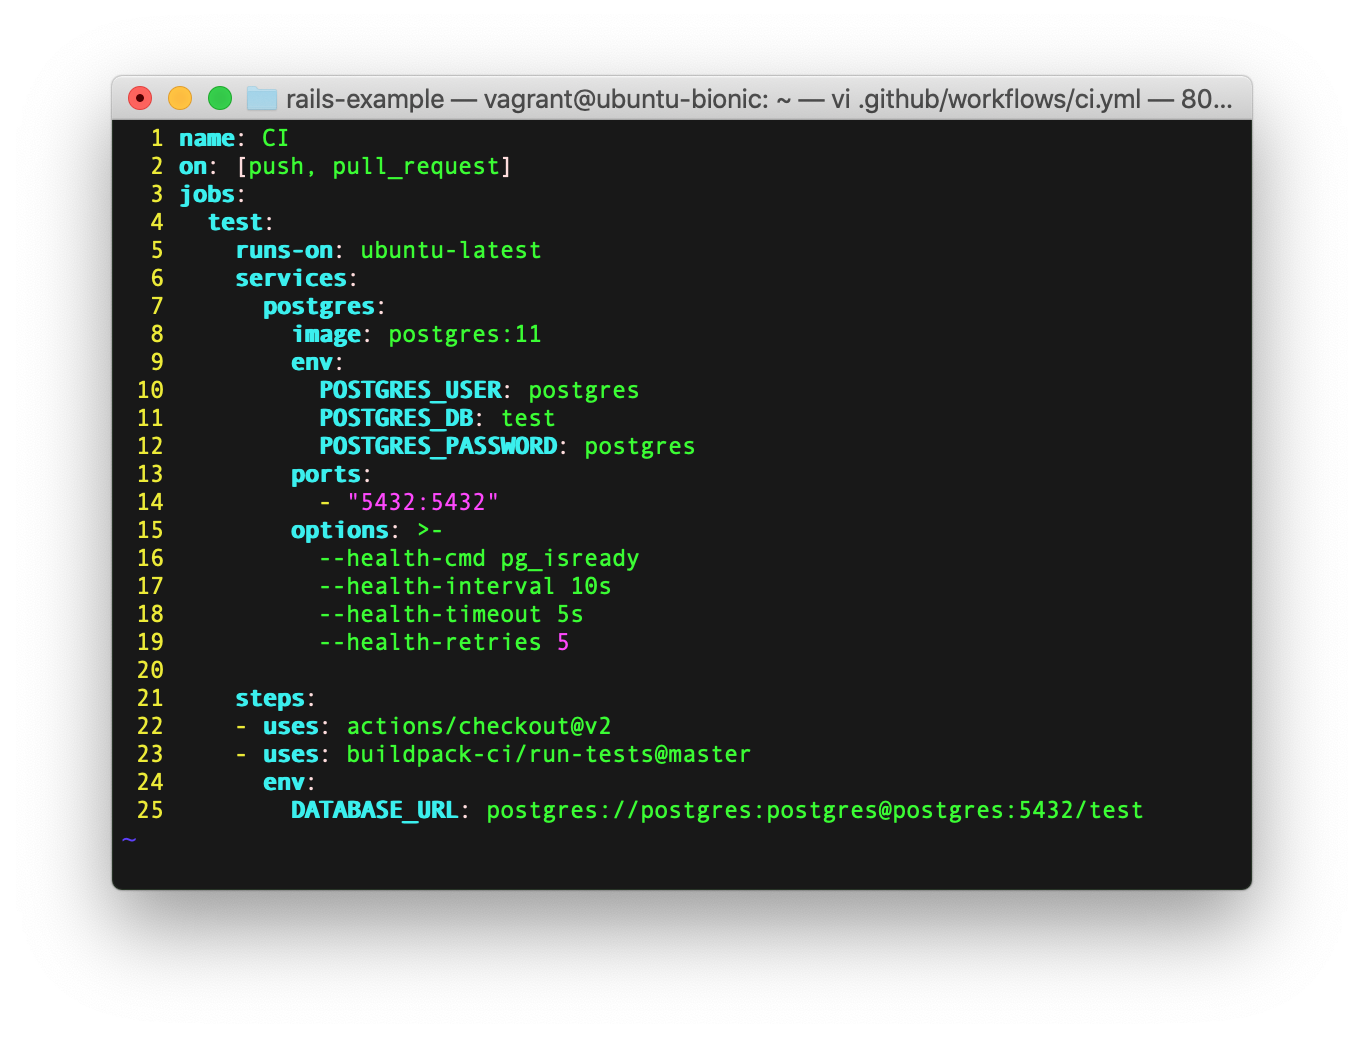 rails-example — vagrant@ubuntu-bionic: ~ — vi .github/workflows/ci.yml — 80...
1 name: CI
2 on: [push, pull_request]
3 jobs:
4   test:
5     runs-on: ubuntu-latest
6     services:
7       postgres:
8         image: postgres:11
9         env:
10           POSTGRES_USER: postgres
11           POSTGRES_DB: test
12           POSTGRES_PASSWORD: postgres
13         ports:
14           - "5432:5432"
15         options: >-
16           --health-cmd pg_isready
17           --health-interval 10s
18           --health-timeout 5s
19           --health-retries 5
20
21     steps:
22     - uses: actions/checkout@v2
23     - uses: buildpack-ci/run-tests@master
24       env:
25         DATABASE_URL: postgres://postgres:postgres@postgres:5432/test
~